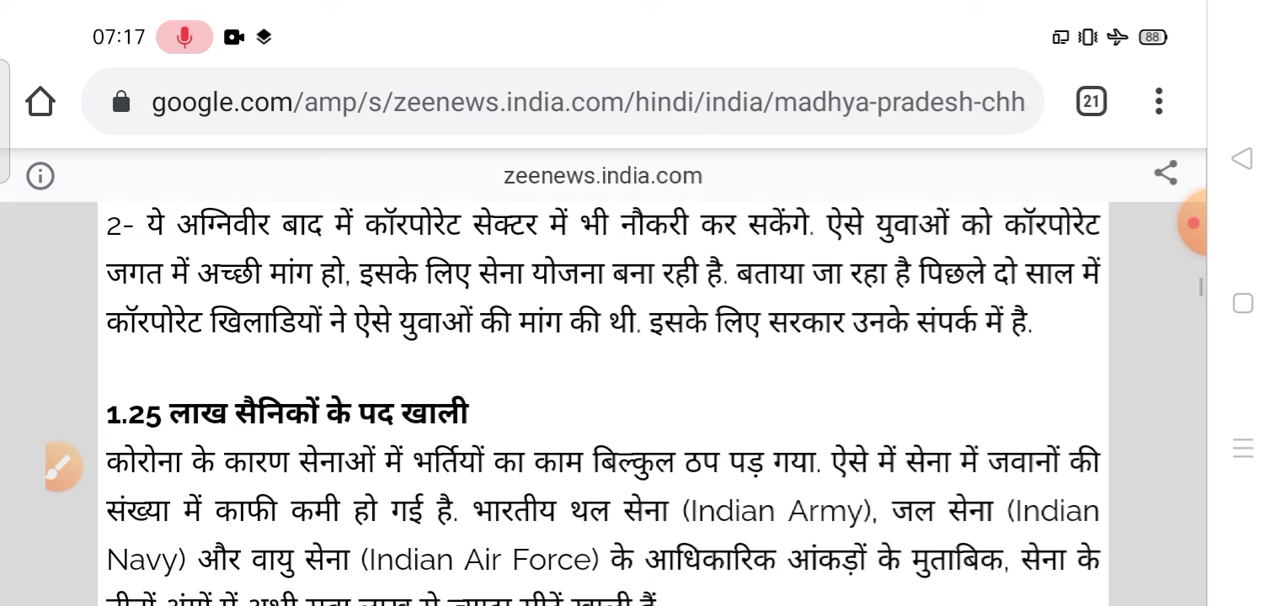 07:17
88
google.com/amp/s/zeenews.india.com/hindi/india/madhya-pradesh-chh
21
zeenews.india.com
2- ये अग्निवीर बाद में कॉरपोरेट सेक्टर में भी नौकरी कर सकेंगे. ऐसे युवाओं को कॉरपोरेट
जगत में अच्छी मांग हो, इसके लिए सेना योजना बना रही है. बताया जा रहा है पिछले दो साल में
कॉरपोरेट खिलाडियों ने ऐसे युवाओं की मांग की थी. इसके लिए सरकार उनके संपर्क में है.
1.25 लाख सैनिकों के पद खाली
कोरोना के कारण सेनाओं में भर्तियों का काम बिल्कुल ठप पड़ गया. ऐसे में सेना में जवानों की
संख्या में काफी कमी हो गई है. भारतीय थल सेना (Indian Army), जल सेना (Indian
Navy) और वायु सेना (Indian Air Force) के आधिकारिक आंकड़ों के मुताबिक, सेना के
तीनों अंगों में अभी सवा लाख से ज्यादा सीटें खाली हैं